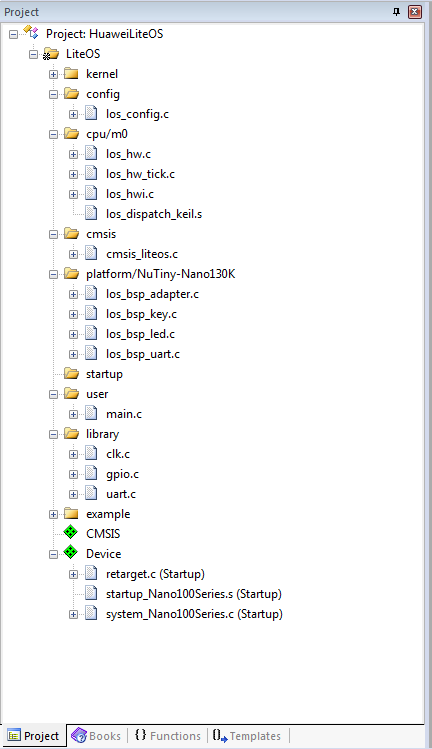 Project
Project: HuaweiLiteOS
LiteOS
kernel
config
los_config.c
cpu/m0
los_hw.c
los_hw_tick.c
los_hwi.c
los_dispatch_keil.s
cmsis
cmsis_liteos.c
platform/NuTiny-Nano130K
los_bsp_adapter.c
los_bsp_key.c
los_bsp_led.c
los_bsp_uart.c
startup
user
main.c
library
clk.c
gpio.c
uart.c
example
CMSIS
Device
retarget.c (Startup)
startup_Nano100Series.s (Startup)
system_Nano100Series.c (Startup)
Project Books {} Functions Templates